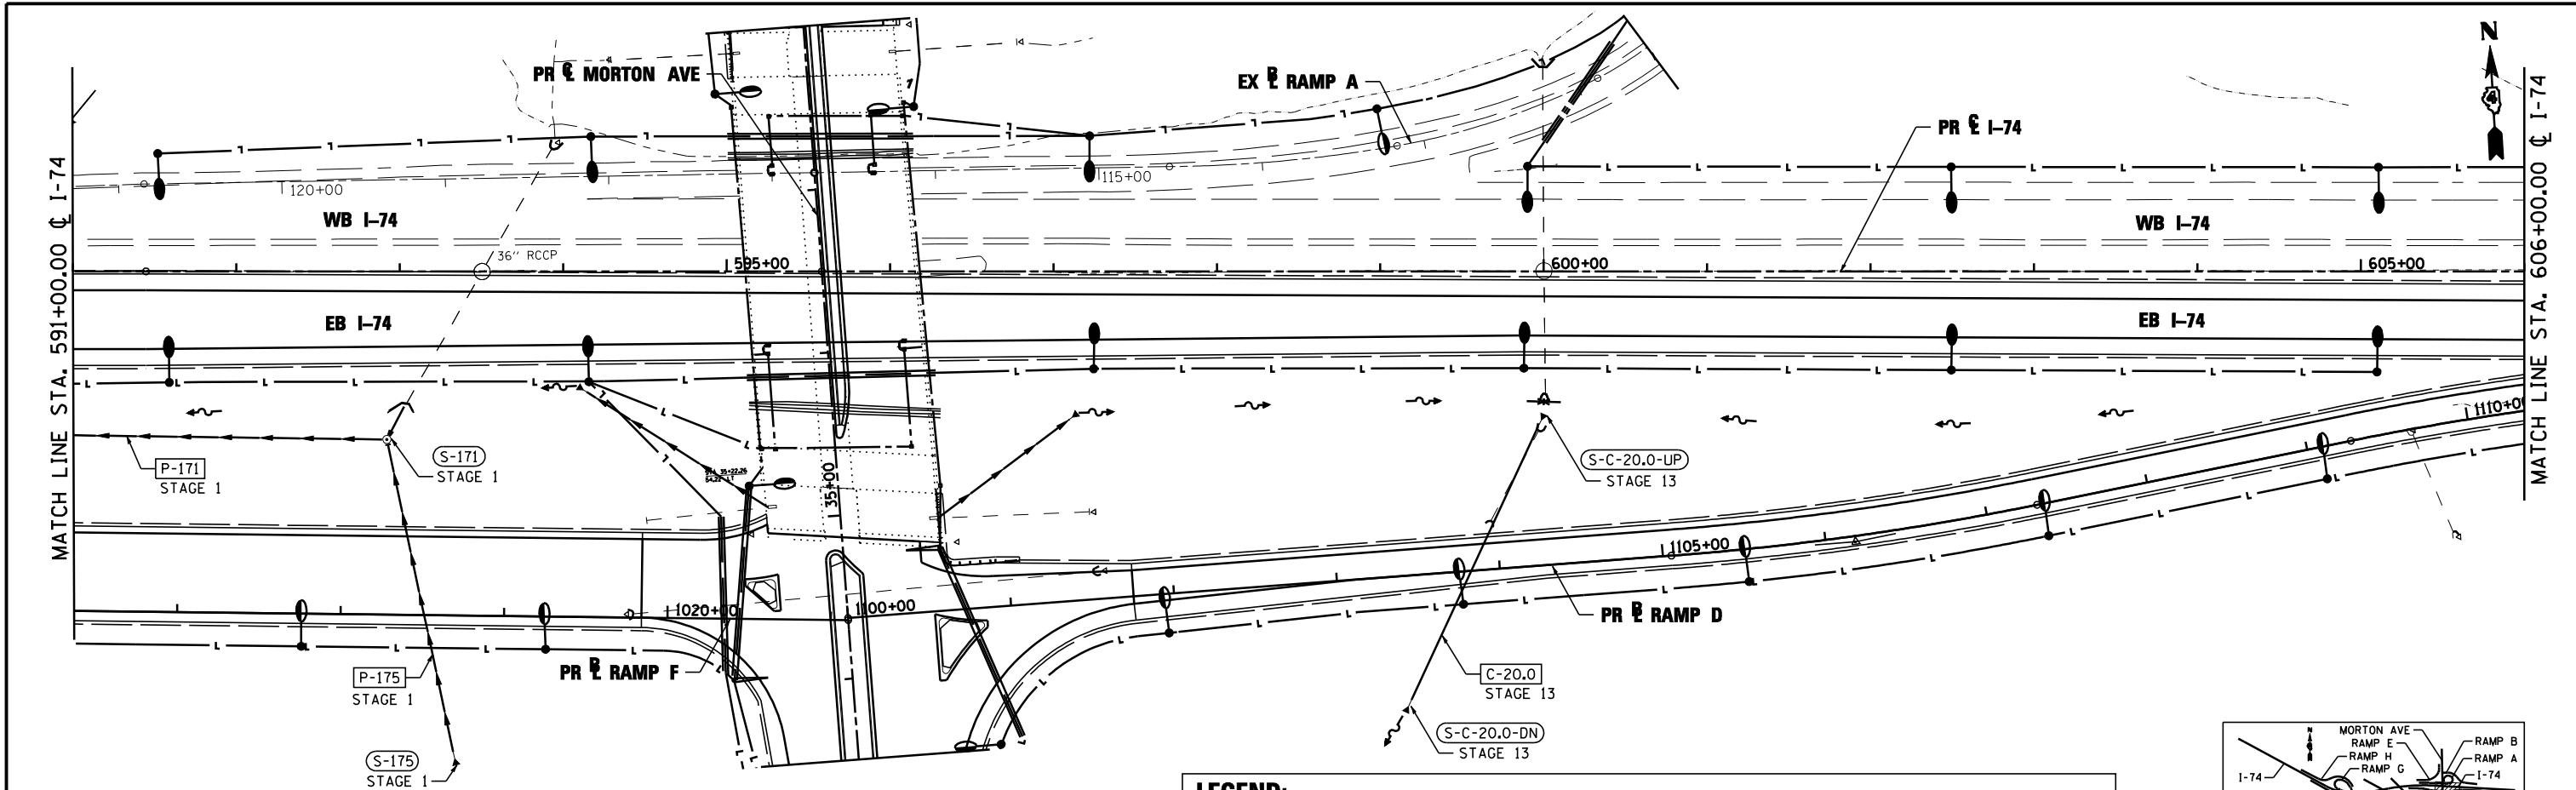 N
4
PR ℄ MORTON AVE
EX BL RAMP A
PR ℄ I-74
MATCH LINE STA. 591+00.00 ℄ I-74
MATCH LINE STA. 606+00.00 ℄ I-74
120+00
115+00
WB I-74
WB I-74
36" RCCP
595+00
600+00
605+00
EB I-74
EB I-74
1110+00
P-171
STAGE 1
S-171
STAGE 1
35+00
S-C-20.0-UP
STAGE 13
1105+00
1020+00
1100+00
PR BL RAMP D
PR BL RAMP F
P-175
STAGE 1
C-20.0
STAGE 13
S-C-20.0-DN
STAGE 13
S-175
STAGE 1
LEGEND:
N
MORTON AVE
RAMP E
RAMP H
RAMP G
RAMP B
RAMP A
I-74
I-74